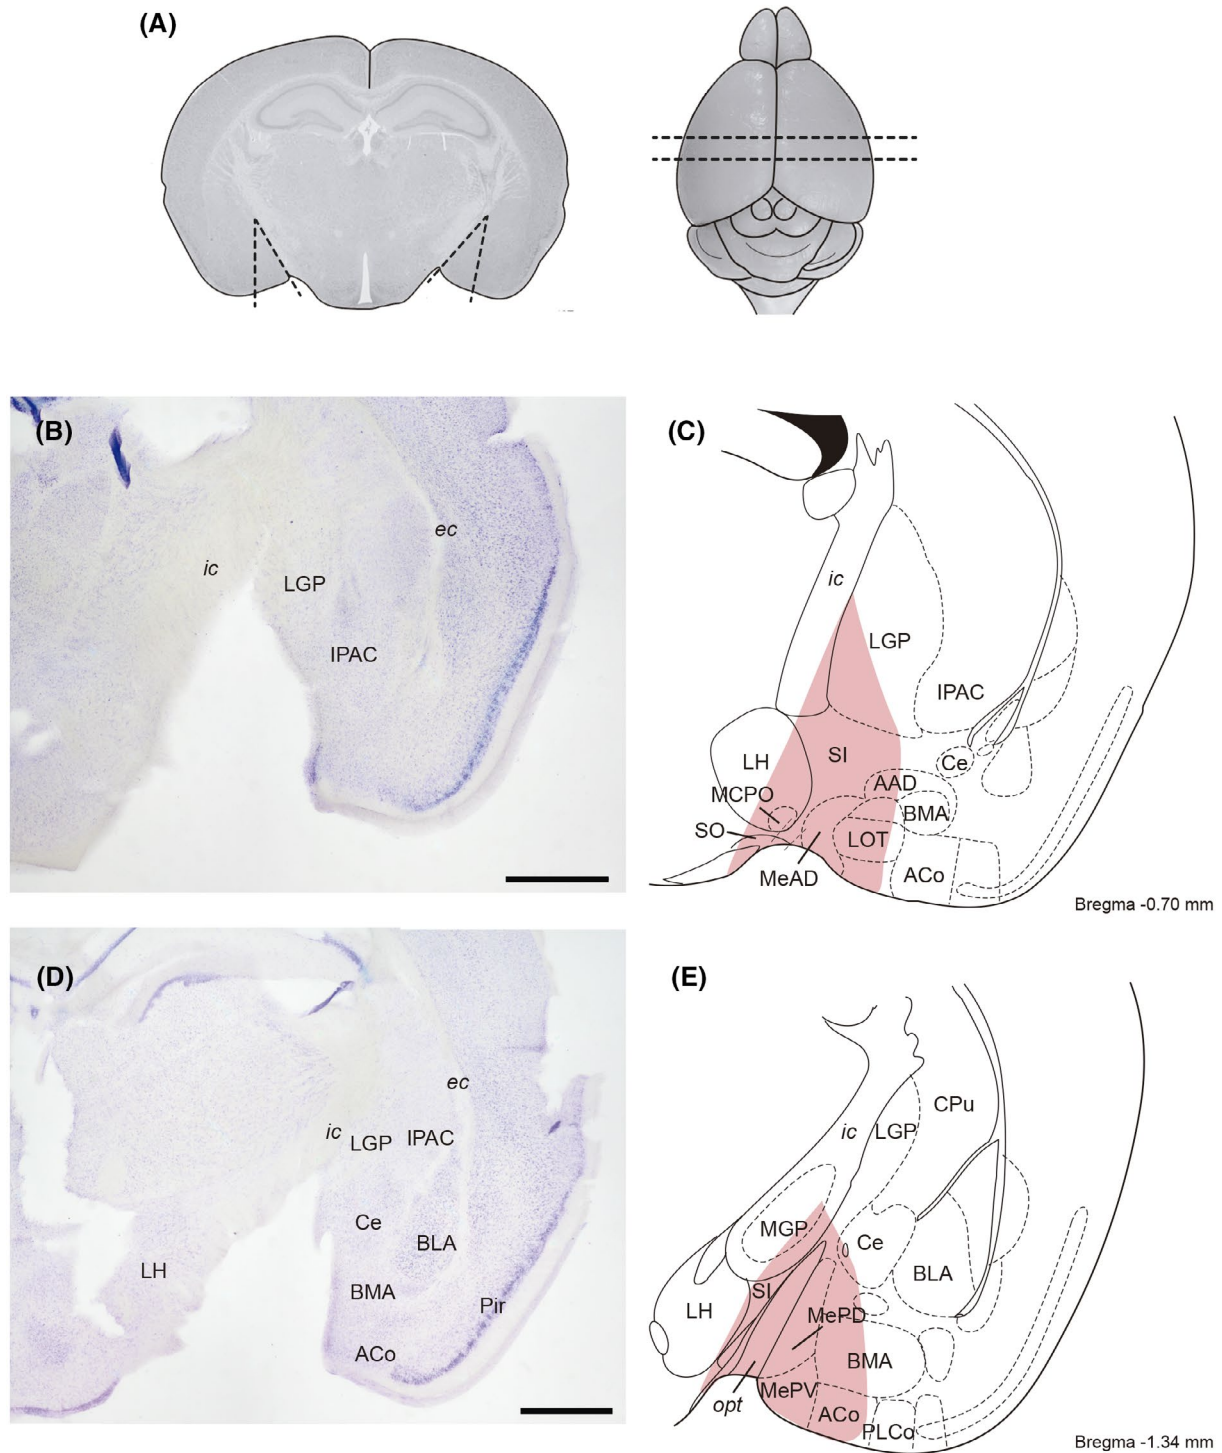 (A)
(B)
ec
ic
LGP
IPAC
(C)
ic
LGP
IPAC
SI
LH
Ce
AAD
MCPO
BMA
SO
LOT
MeAD
ACo
Bregma -0.70 mm
(D)
ec
ic
LGP
IPAC
Ce
BLA
LH
BMA
Pir
ACo
(E)
CPu
ic
LGP
MGP
Ce
BLA
SI
LH
MePD
BMA
MePV
opt
ACo
PLCo
Bregma -1.34 mm